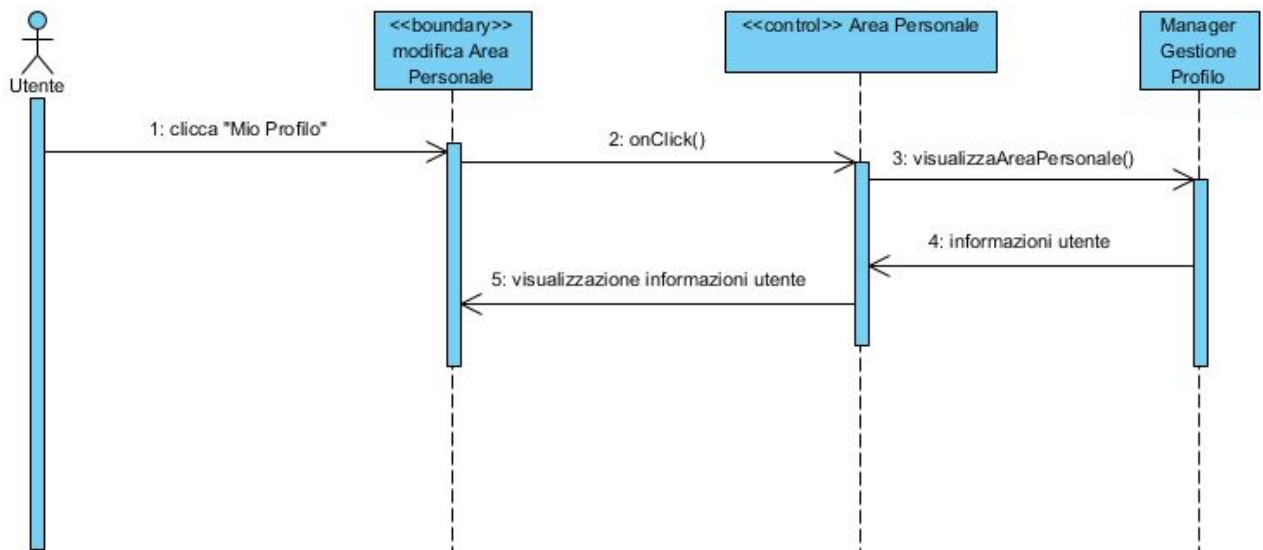 Utente
<<boundary>>
modifica Area
Personale
<<control>> Area Personale
Manager
Gestione
Profilo
1: clicca "Mio Profilo"
2: onClick()
3: visualizzaAreaPersonale()
4: informazioni utente
5: visualizzazione informazioni utente